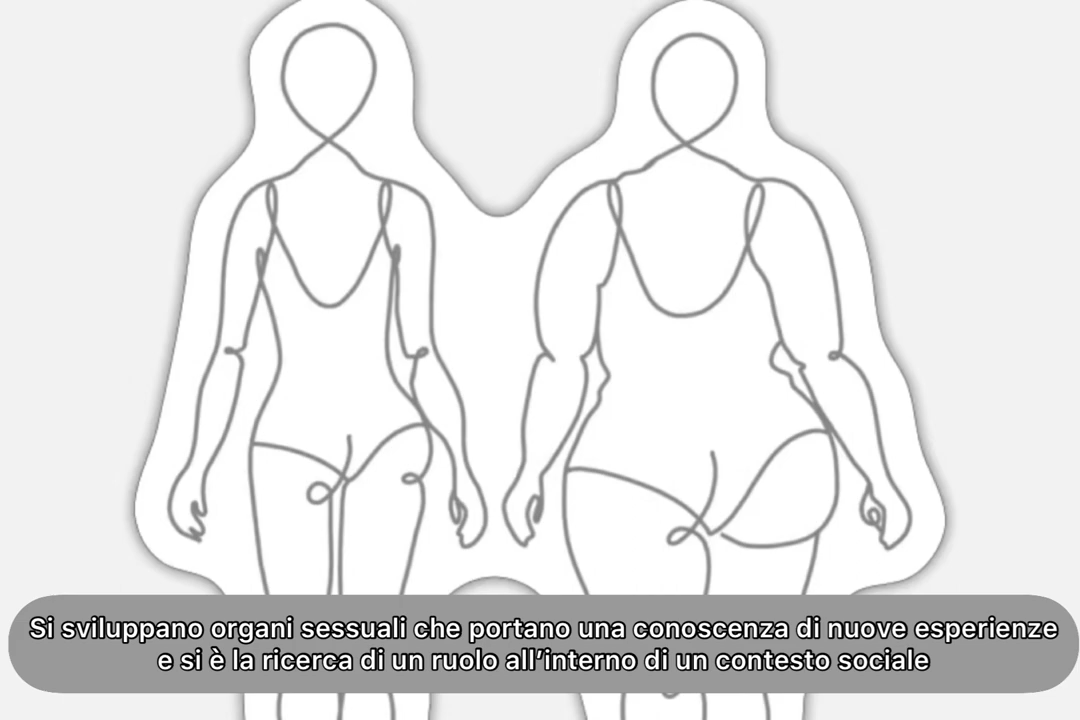 Si sviluppano organi sessuali che portano una conoscenza di nuove esperienze
e si è la ricerca di un ruolo all’interno di un contesto sociale